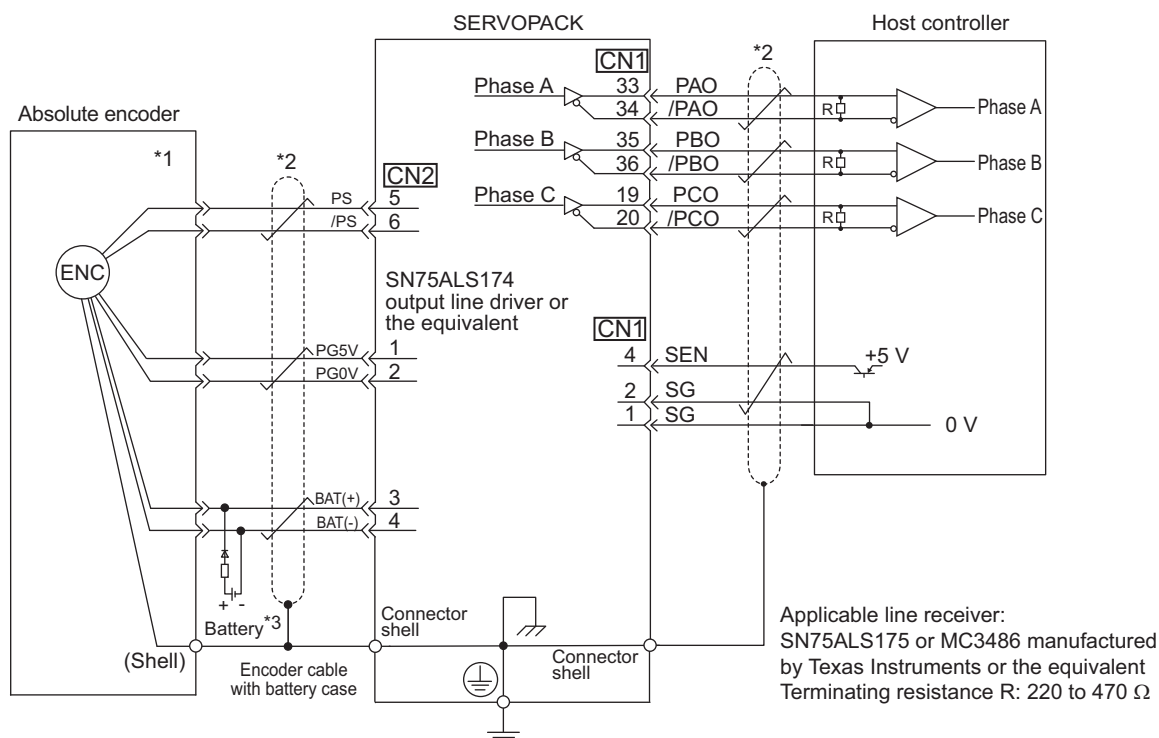 SERVOPACK
Host controller
Absolute encoder
*1
ENC
*2
CN2
PS 5
/PS 6
PG5V 1
PG0V 2
BAT(+) 3
BAT(-) 4
+ -
Battery*3
(Shell)
Encoder cable
with battery case
Connector
shell
SN75ALS174
output line driver or
the equivalent
CN1
*2
Phase A 33 PAO
34 /PAO
R
Phase A
Phase B 35 PBO
36 /PBO
R
Phase B
Phase C 19 PCO
20 /PCO
R
Phase C
CN1
4 SEN
+5 V
2 SG
1 SG
0 V
Connector
shell
Applicable line receiver:
SN75ALS175 or MC3486 manufactured
by Texas Instruments or the equivalent
Terminating resistance R: 220 to 470 Ω